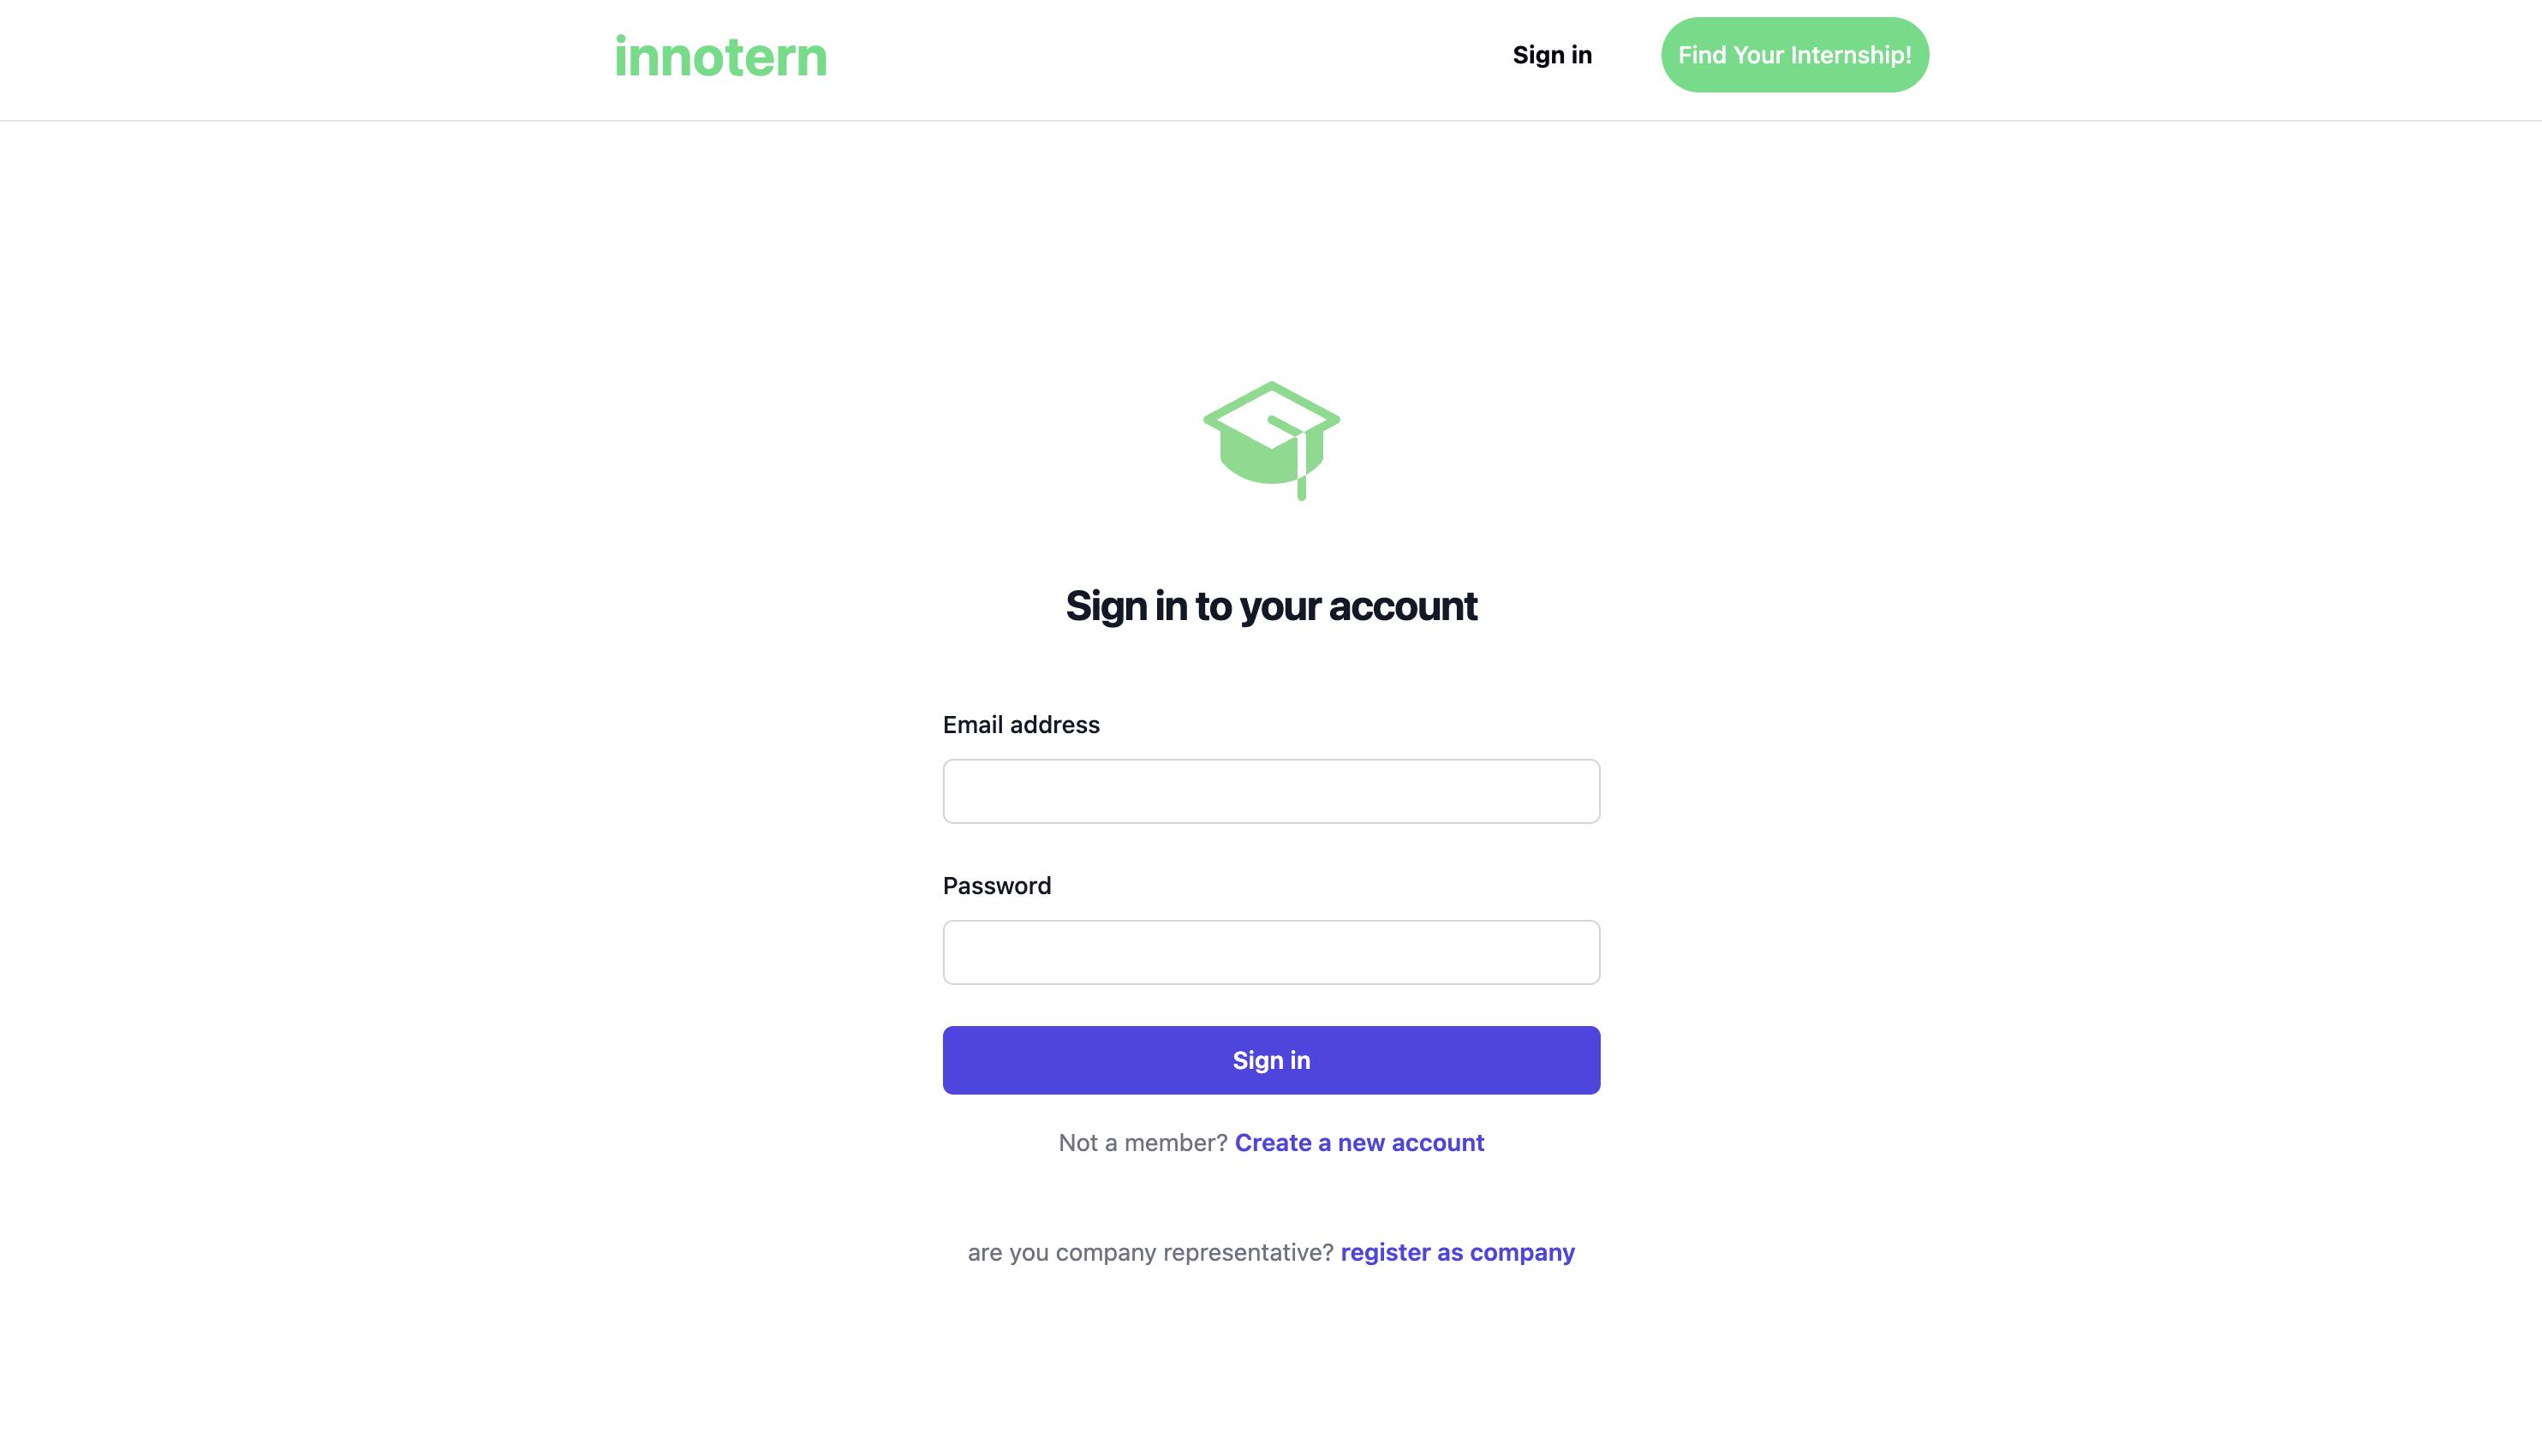 innotern
Sign in
Find Your Internship!
Sign in to your account
Email address
Password
Sign in
Not a member? Create a new account
are you company representative? register as company